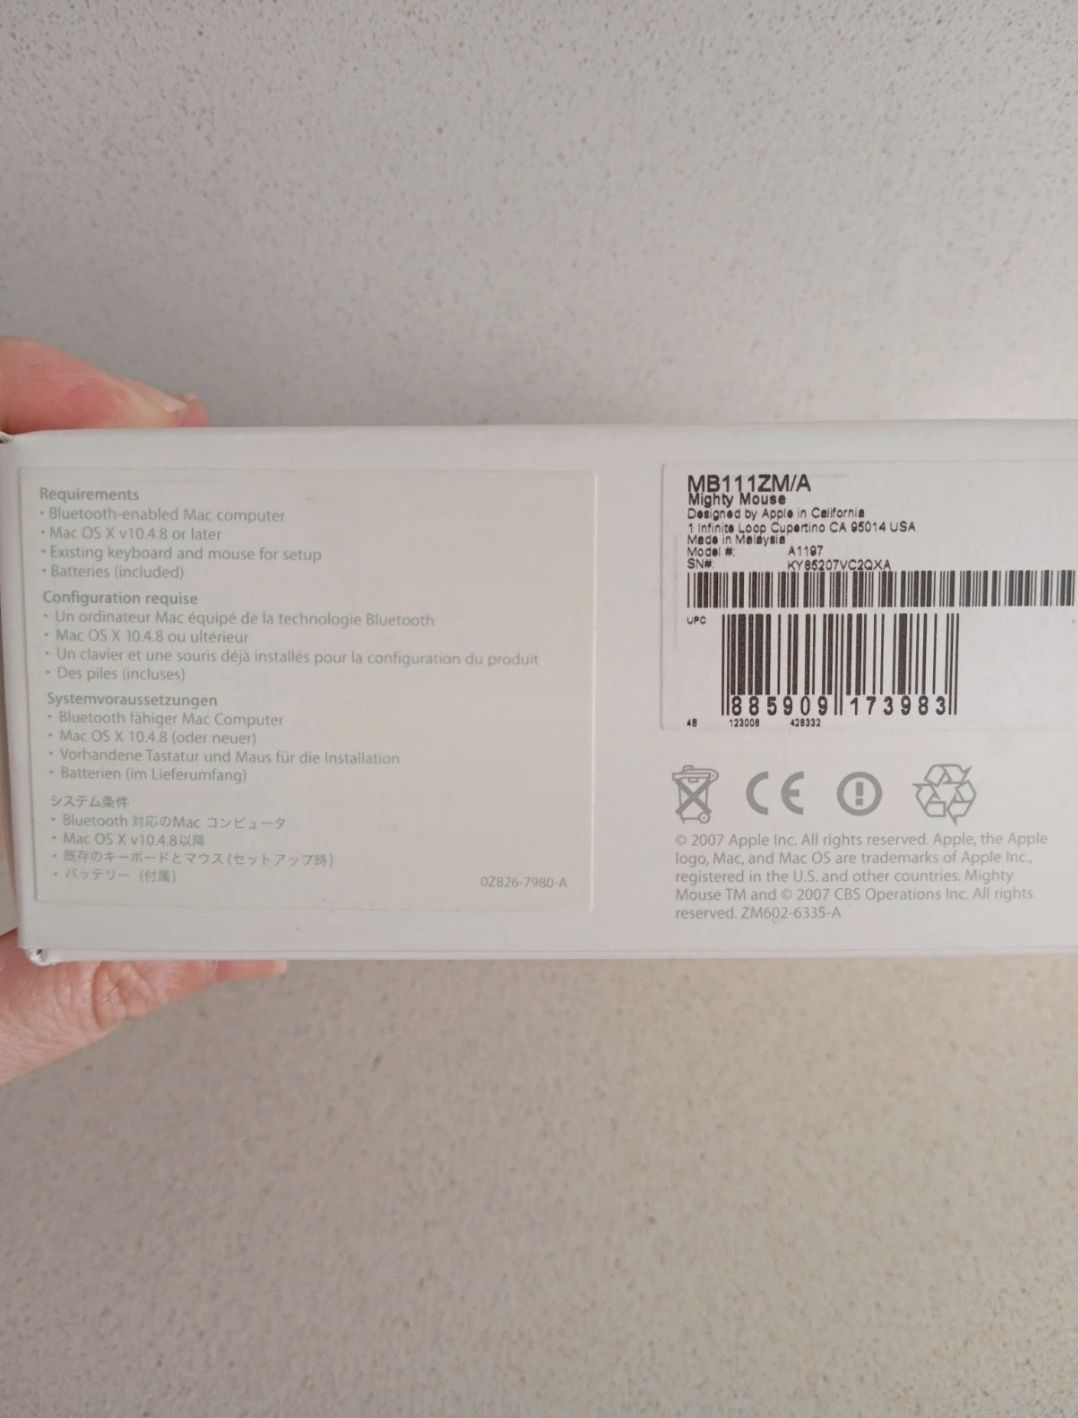 Requirements
• Bluetooth-enabled Mac computer
• Mac OS X v10.4.8 or later
• Existing keyboard and mouse for setup
• Batteries (included)
Configuration requise
• Un ordinateur Mac équipé de la technologie Bluetooth
• Mac OS X 10.4.8 ou ultérieur
• Un clavier et une souris déjà installés pour la configuration du produit
• Des piles (incluses)
Systemvoraussetzungen
• Bluetooth fähiger Mac Computer
• Mac OS X 10.4.8 (oder neuer)
• Vorhandene Tastatur und Maus für die Installation
• Batterien (im Lieferumfang)
システム条件
• Bluetooth 対応のMac コンピュータ
• Mac OS X v10.4.8以降
• 既存のキーボードとマウス (セットアップ時)
• バッテリー (付属)
0Z826-7980-A
MB111ZM/A
Mighty Mouse
Designed by Apple in California
1 Infinite Loop Cupertino CA 95014 USA
Made in Malaysia
Model #: A1197
SN#: KY85207VC2QXA
UPC
885909173983
48 123008 428332
CE
© 2007 Apple Inc. All rights reserved. Apple, the Apple
logo, Mac, and Mac OS are trademarks of Apple Inc.,
registered in the U.S. and other countries. Mighty
Mouse TM and © 2007 CBS Operations Inc. All rights
reserved. ZM602-6335-A